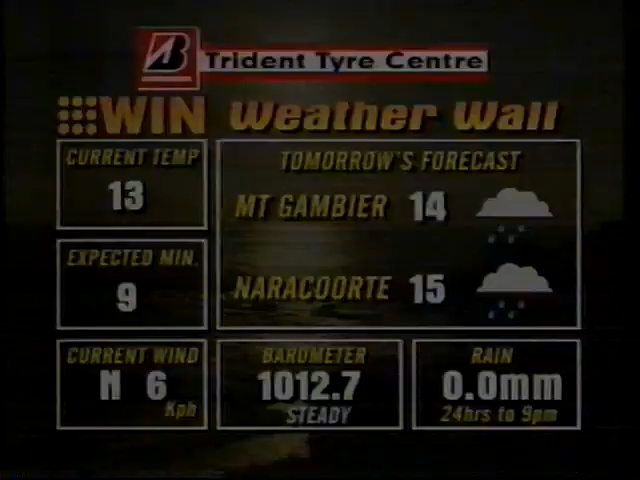 B Trident Tyre Centre
WIN Weather Wall
CURRENT TEMP
13
EXPECTED MIN.
9
TOMORROW'S FORECAST
MT GAMBIER 14
NARACOORTE 15
CURRENT WIND
N 6
Kph
BAROMETER
1012.7
STEADY
RAIN
0.0mm
24hrs to 9pm